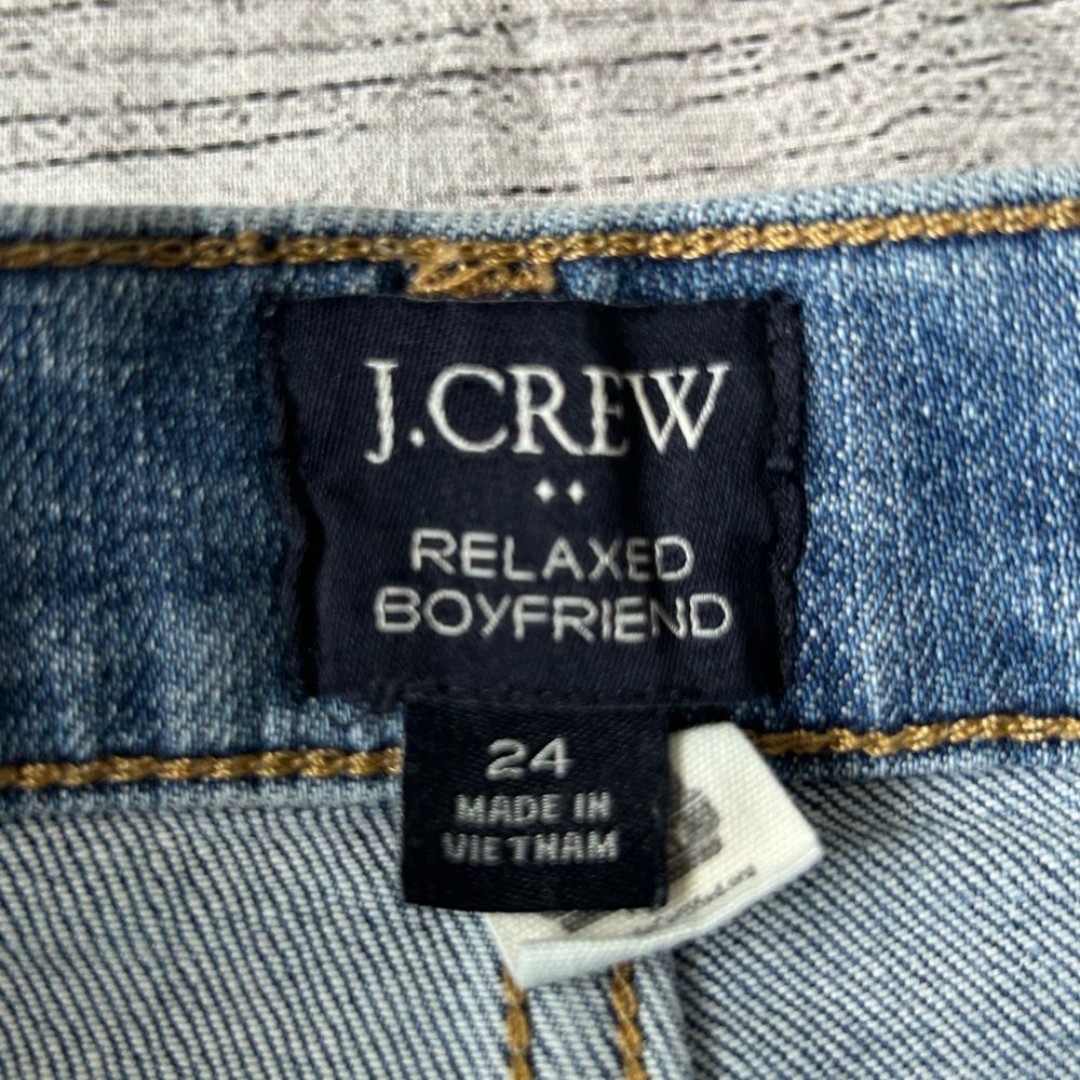 J.CREW
RELAXED
BOYFRIEND
24
MADE IN
VIETNAM